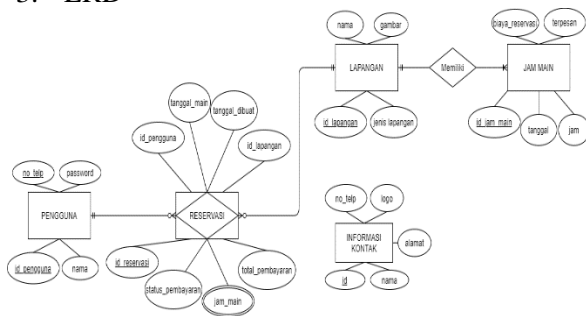 3. ERD
nama
gambar
biaya_reservasi
terpesan
LAPANGAN
Memiliki
JAM MAIN
id_lapangan
jenis lapangan
id_jam_main
tanggal
jam
tanggal_main
tanggal_dibuat
id_pengguna
id_lapangan
no_telp
password
PENGGUNA
RESERVASI
id_pengguna
nama
id_reservasi
status_pembayaran
jam_main
total_pembayaran
no_telp
logo
INFORMASI
KONTAK
alamat
id
nama